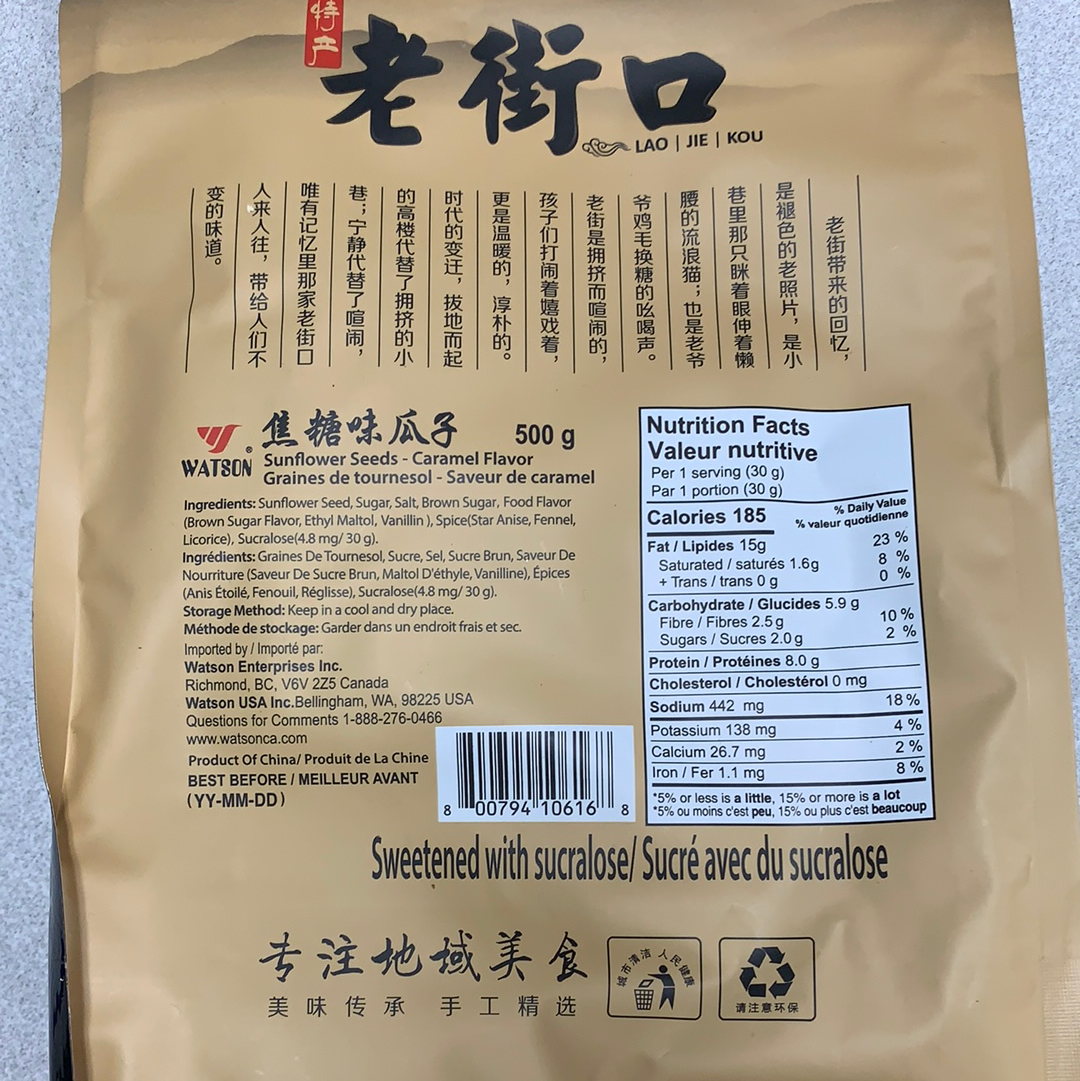 特产
老街口
LAO | JIE | KOU
老街带来的回忆，
是褪色的老照片，是小
巷里那只眯着眼伸着懒
腰的流浪猫；也是老爷
爷鸡毛换糖的吆喝声。
老街是拥挤而喧闹的，
孩子们打闹着嬉戏着，
更是温暖的，淳朴的。
时代的变迁，拔地而起
的高楼代替了拥挤的小
巷；宁静代替了喧闹，
唯有记忆里那家老街口
人来人往，带给人们不
变的味道。
WATSON®
焦糖味瓜子 500 g
Sunflower Seeds - Caramel Flavor
Graines de tournesol - Saveur de caramel
Ingredients: Sunflower Seed, Sugar, Salt, Brown Sugar, Food Flavor
(Brown Sugar Flavor, Ethyl Maltol, Vanillin ), Spice(Star Anise, Fennel,
Licorice), Sucralose(4.8 mg/ 30 g).
Ingrédients: Graines De Tournesol, Sucre, Sel, Sucre Brun, Saveur De
Nourriture (Saveur De Sucre Brun, Maltol D'éthyle, Vanilline), Épices
(Anis Étoilé, Fenouil, Réglisse), Sucralose(4.8 mg/ 30 g).
Storage Method: Keep in a cool and dry place.
Méthode de stockage: Garder dans un endroit frais et sec.
Imported by / Importé par:
Watson Enterprises Inc.
Richmond, BC, V6V 2Z5 Canada
Watson USA Inc.Bellingham, WA, 98225 USA
Questions for Comments 1-888-276-0466
www.watsonca.com
Product Of China/ Produit de La Chine
BEST BEFORE / MEILLEUR AVANT
(YY-MM-DD)
8 00794 10616 8
Nutrition Facts
Valeur nutritive
Per 1 serving (30 g)
Par 1 portion (30 g)
Calories 185
% Daily Value
% valeur quotidienne
Fat / Lipides 15g 23 %
Saturated / saturés 1.6g 8 %
+ Trans / trans 0 g 0 %
Carbohydrate / Glucides 5.9 g
Fibre / Fibres 2.5 g 10 %
Sugars / Sucres 2.0 g 2 %
Protein / Protéines 8.0 g
Cholesterol / Cholestérol 0 mg
Sodium 442 mg 18 %
Potassium 138 mg 4 %
Calcium 26.7 mg 2 %
Iron / Fer 1.1 mg 8 %
*5% or less is a little, 15% or more is a lot
*5% ou moins c'est peu, 15% ou plus c'est beaucoup
Sweetened with sucralose/ Sucré avec du sucralose
专注地域美食
美味传承 手工精选
城市清洁 人民健康
请注意环保